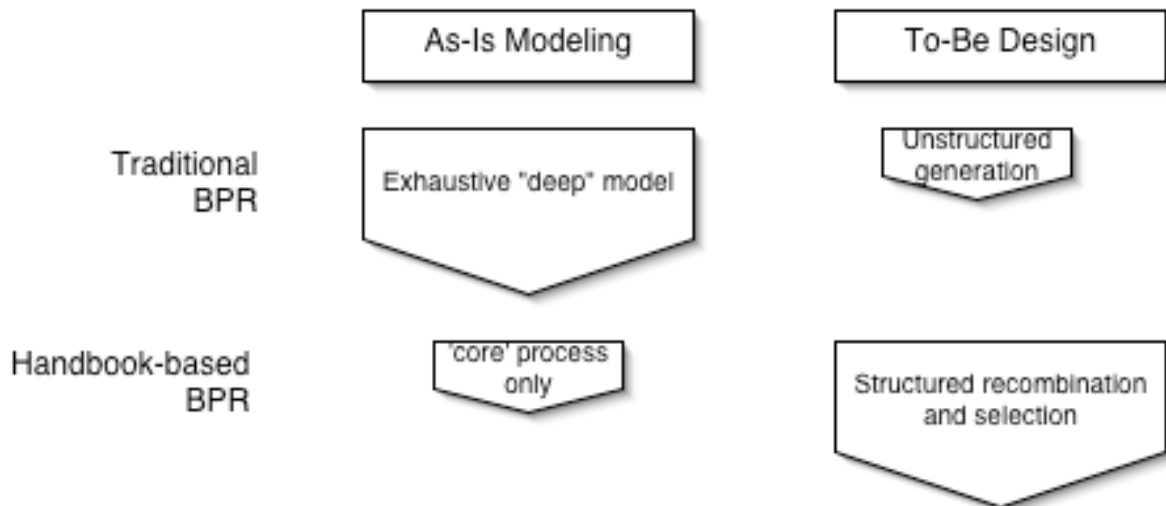 As-Is Modeling
To-Be Design
Traditional
BPR
Exhaustive "deep" model
Unstructured
generation
Handbook-based
BPR
'core' process
only
Structured recombination
and selection